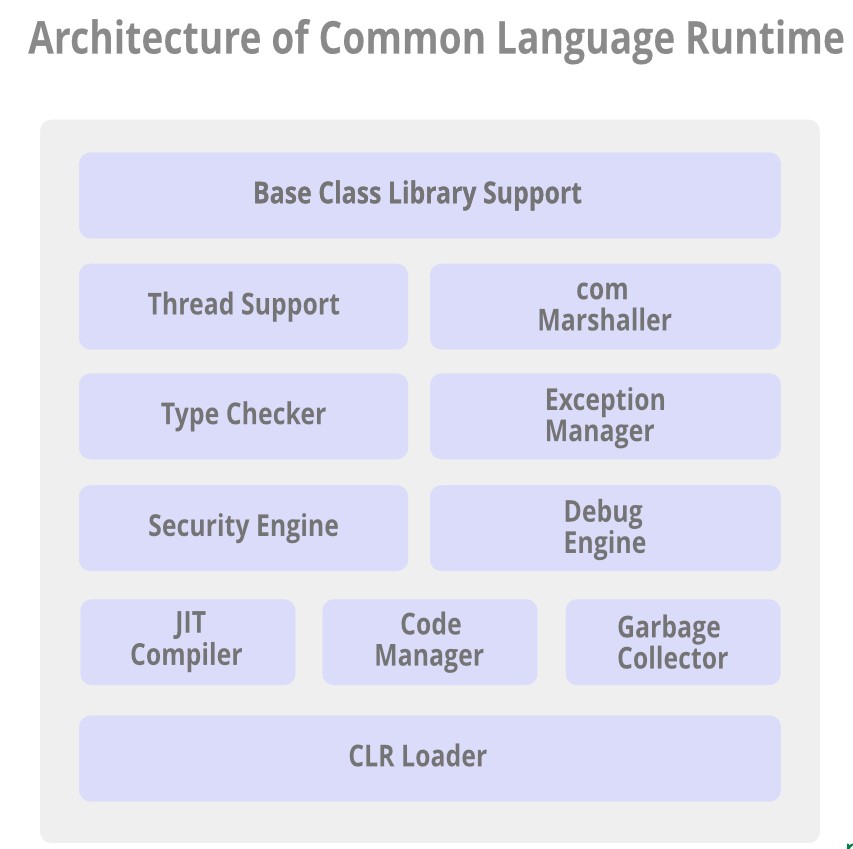 Architecture of Common Language Runtime
Base Class Library Support
Thread Support
com
Marshaller
Type Checker
Exception
Manager
Security Engine
Debug
Engine
JIT
Compiler
Code
Manager
Garbage
Collector
CLR Loader